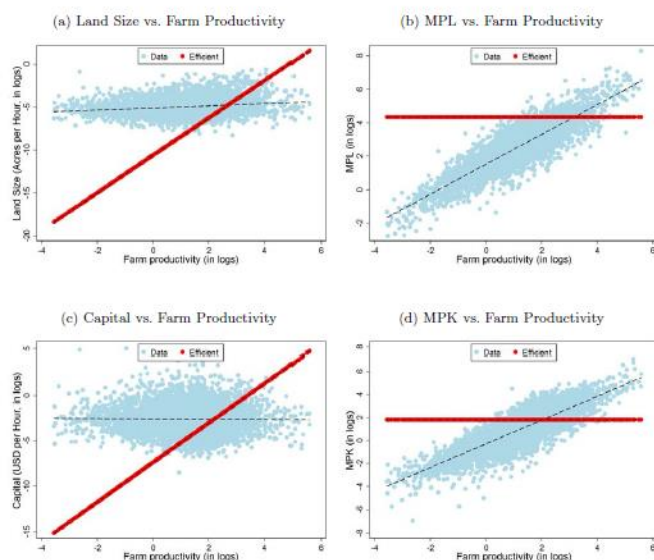 (a) Land Size vs. Farm Productivity
Data Efficient
Land Size (Acres per Hour, in logs)
0
-5
-10
-15
-20
-4 -2 0 2 4 6
Farm productivity (in logs)
(b) MPL vs. Farm Productivity
Data Efficient
MPL (in logs)
8
6
4
2
0
-2
-4 -2 0 2 4 6
Farm productivity (in logs)
(c) Capital vs. Farm Productivity
Data Efficient
Capital (USD per Hour, in logs)
5
0
-5
-10
-15
-4 -2 0 2 4 6
Farm productivity (in logs)
(d) MPK vs. Farm Productivity
Data Efficient
MPK (in logs)
8
6
4
2
0
-2
-4
-6
-8
-4 -2 0 2 4 6
Farm productivity (in logs)